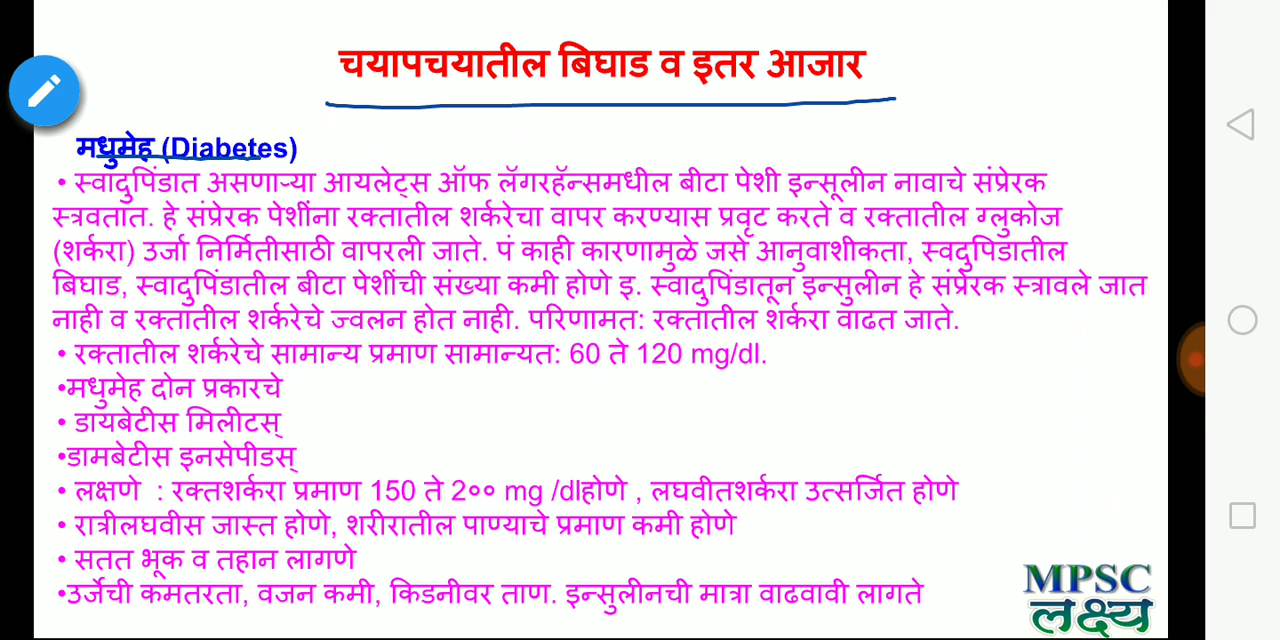 चयापचयातील बिघाड व इतर आजार
मधुमेह (Diabetes)
• स्वादुपिंडात असणाऱ्या आयलेट्स ऑफ लॅगरहॅन्समधील बीटा पेशी इन्सूलीन नावाचे संप्रेरक
स्त्रवतात. हे संप्रेरक पेशींना रक्तातील शर्करेचा वापर करण्यास प्रवृट करते व रक्तातील ग्लुकोज
(शर्करा) उर्जा निर्मितीसाठी वापरली जाते. पं काही कारणामुळे जसे आनुवाशीकता, स्वदुपिडातील
बिघाड, स्वादुपिंडातील बीटा पेशींची संख्या कमी होणे इ. स्वादुपिंडातून इन्सुलीन हे संप्रेरक स्त्रावले जात
नाही व रक्तातील शर्करेचे ज्वलन होत नाही. परिणामत: रक्तातील शर्करा वाढत जाते.
• रक्तातील शर्करेचे सामान्य प्रमाण सामान्यत: 60 ते 120 mg/dl.
•मधुमेह दोन प्रकारचे
• डायबेटीस मिलीटस्
•डामबेटीस इनसेपीडस्
• लक्षणे : रक्तशर्करा प्रमाण 150 ते 2०० mg /dlहोणे , लघवीतशर्करा उत्सर्जित होणे
• रात्रीलघवीस जास्त होणे, शरीरातील पाण्याचे प्रमाण कमी होणे
• सतत भूक व तहान लागणे
•उर्जेची कमतरता, वजन कमी, किडनीवर ताण. इन्सुलीनची मात्रा वाढवावी लागते
MPSC
लक्ष्य